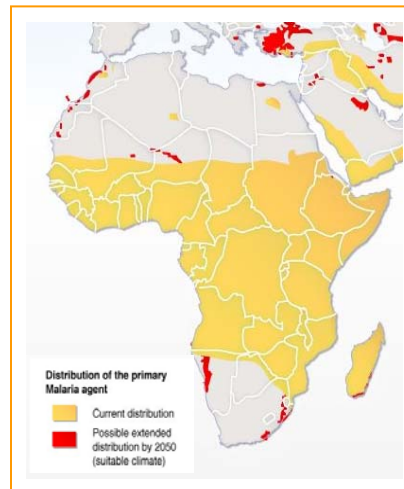 Distribution of the primary
Malaria agent
Current distribution
Possible extended
distribution by 2050
(suitable climate)